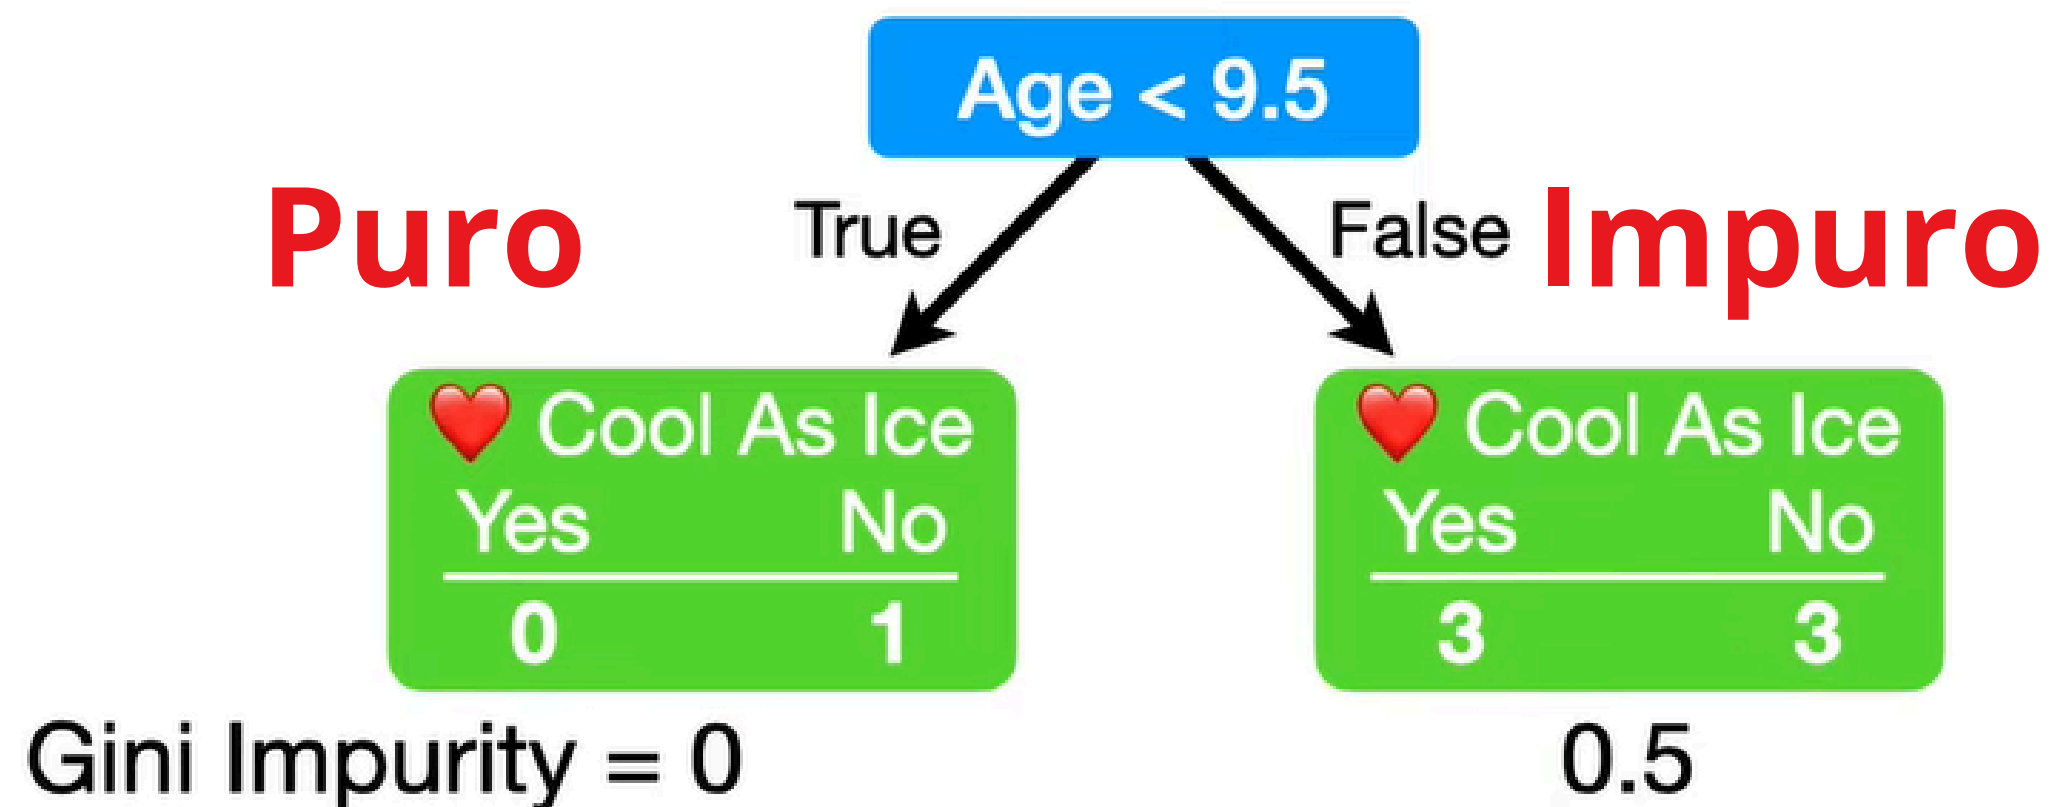 Age < 9.5
Puro
True
False
Impuro
❤️ Cool As Ice
Yes No
0 1
❤️ Cool As Ice
Yes No
3 3
Gini Impurity = 0
0.5